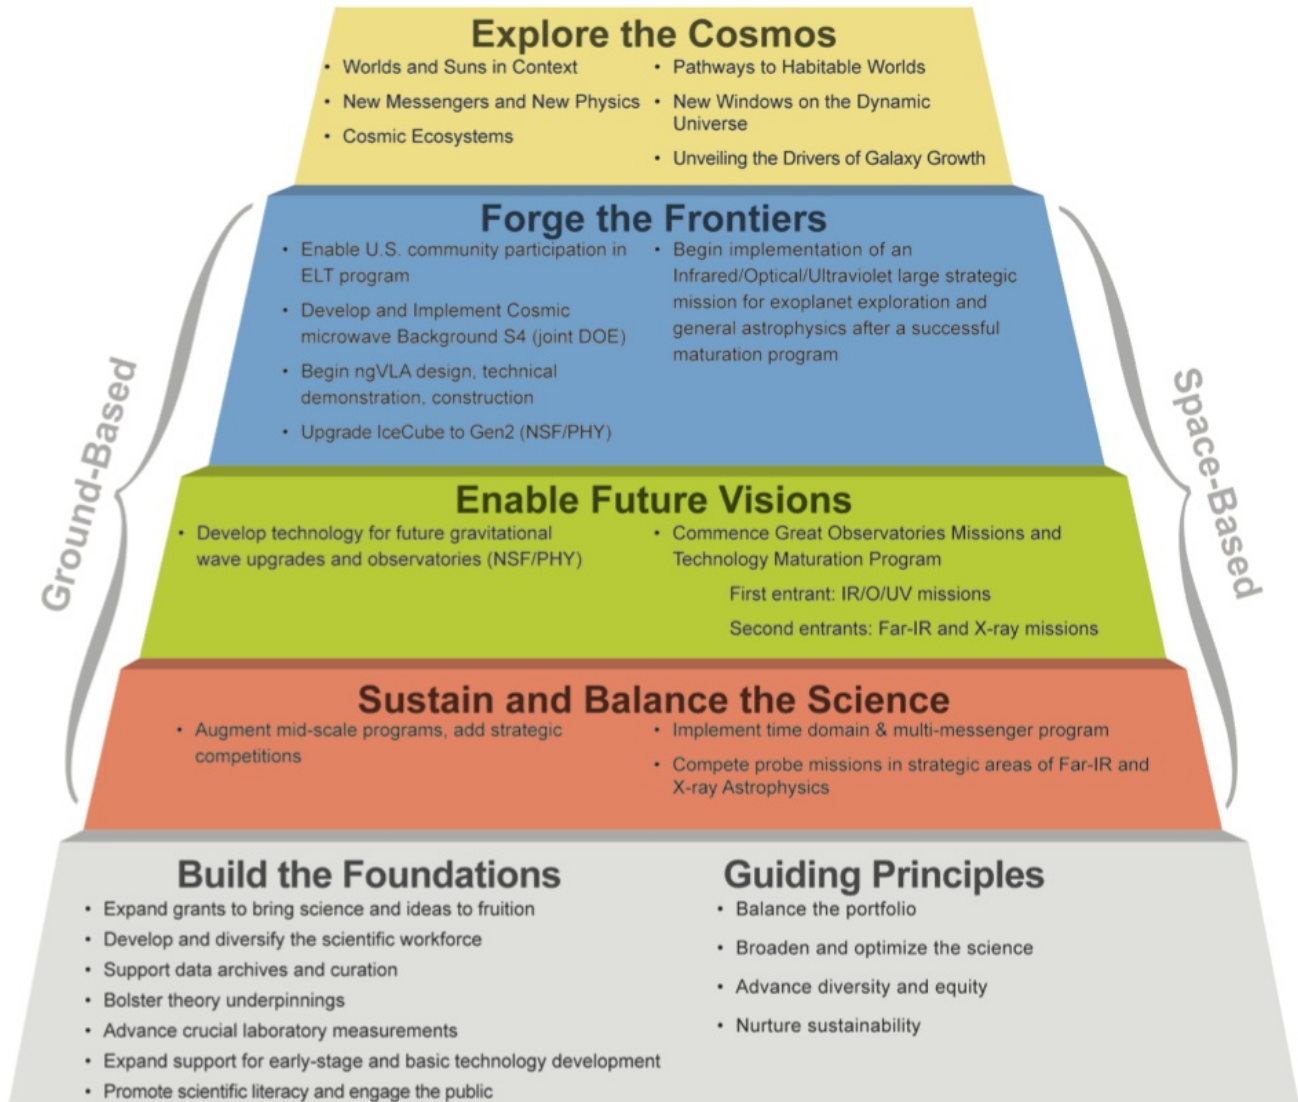 Explore the Cosmos
• Worlds and Suns in Context
• New Messengers and New Physics
• Cosmic Ecosystems
• Pathways to Habitable Worlds
• New Windows on the Dynamic
Universe
• Unveiling the Drivers of Galaxy Growth
Ground-Based
Forge the Frontiers
• Enable U.S. community participation in
ELT program
• Develop and Implement Cosmic
microwave Background S4 (joint DOE)
• Begin ngVLA design, technical
demonstration, construction
• Upgrade IceCube to Gen2 (NSF/PHY)
• Begin implementation of an
Infrared/Optical/Ultraviolet large strategic
mission for exoplanet exploration and
general astrophysics after a successful
maturation program
Space-Based
Enable Future Visions
• Develop technology for future gravitational
wave upgrades and observatories (NSF/PHY)
• Commence Great Observatories Missions and
Technology Maturation Program
First entrant: IR/O/UV missions
Second entrants: Far-IR and X-ray missions
Sustain and Balance the Science
• Augment mid-scale programs, add strategic
competitions
• Implement time domain & multi-messenger program
• Compete probe missions in strategic areas of Far-IR and
X-ray Astrophysics
Build the Foundations
• Expand grants to bring science and ideas to fruition
• Develop and diversify the scientific workforce
• Support data archives and curation
• Bolster theory underpinnings
• Advance crucial laboratory measurements
• Expand support for early-stage and basic technology development
• Promote scientific literacy and engage the public
Guiding Principles
• Balance the portfolio
• Broaden and optimize the science
• Advance diversity and equity
• Nurture sustainability